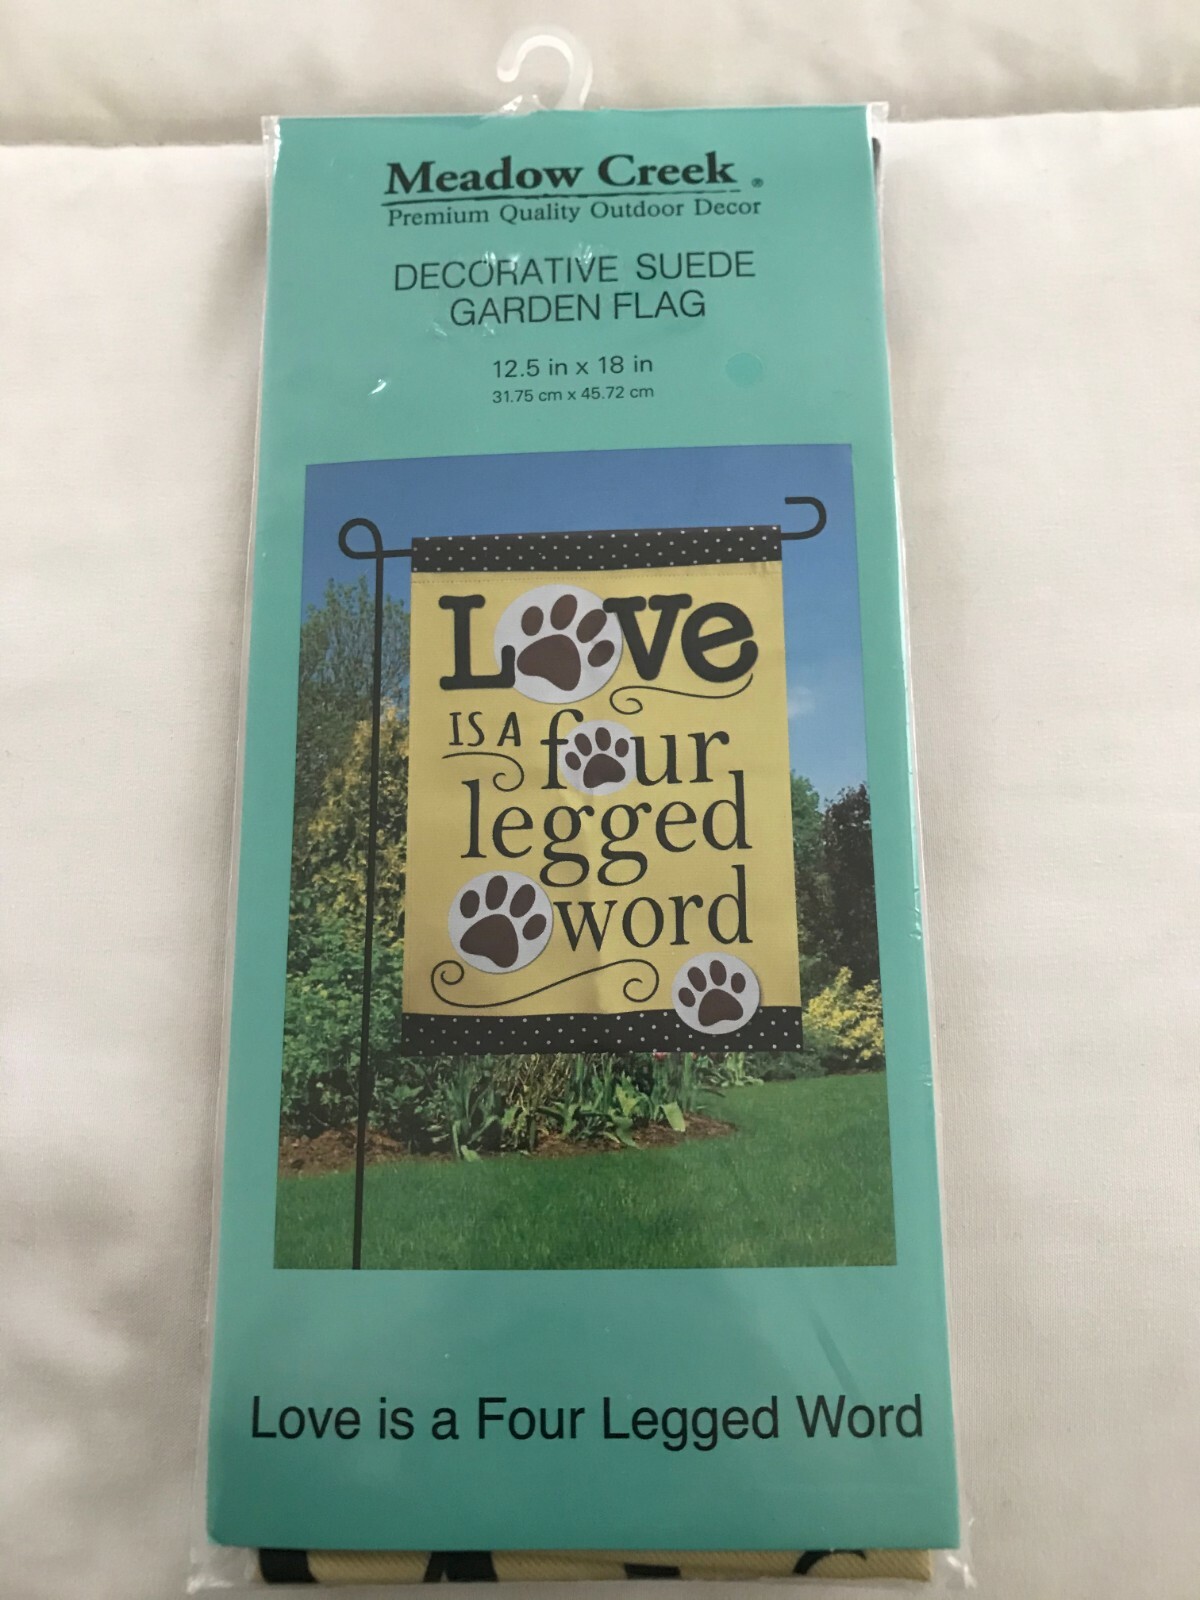 Meadow Creek ®
Premium Quality Outdoor Decor
DECORATIVE SUEDE
GARDEN FLAG
12.5 in x 18 in
31.75 cm x 45.72 cm
Love
IS A four
legged
word
Love is a Four Legged Word